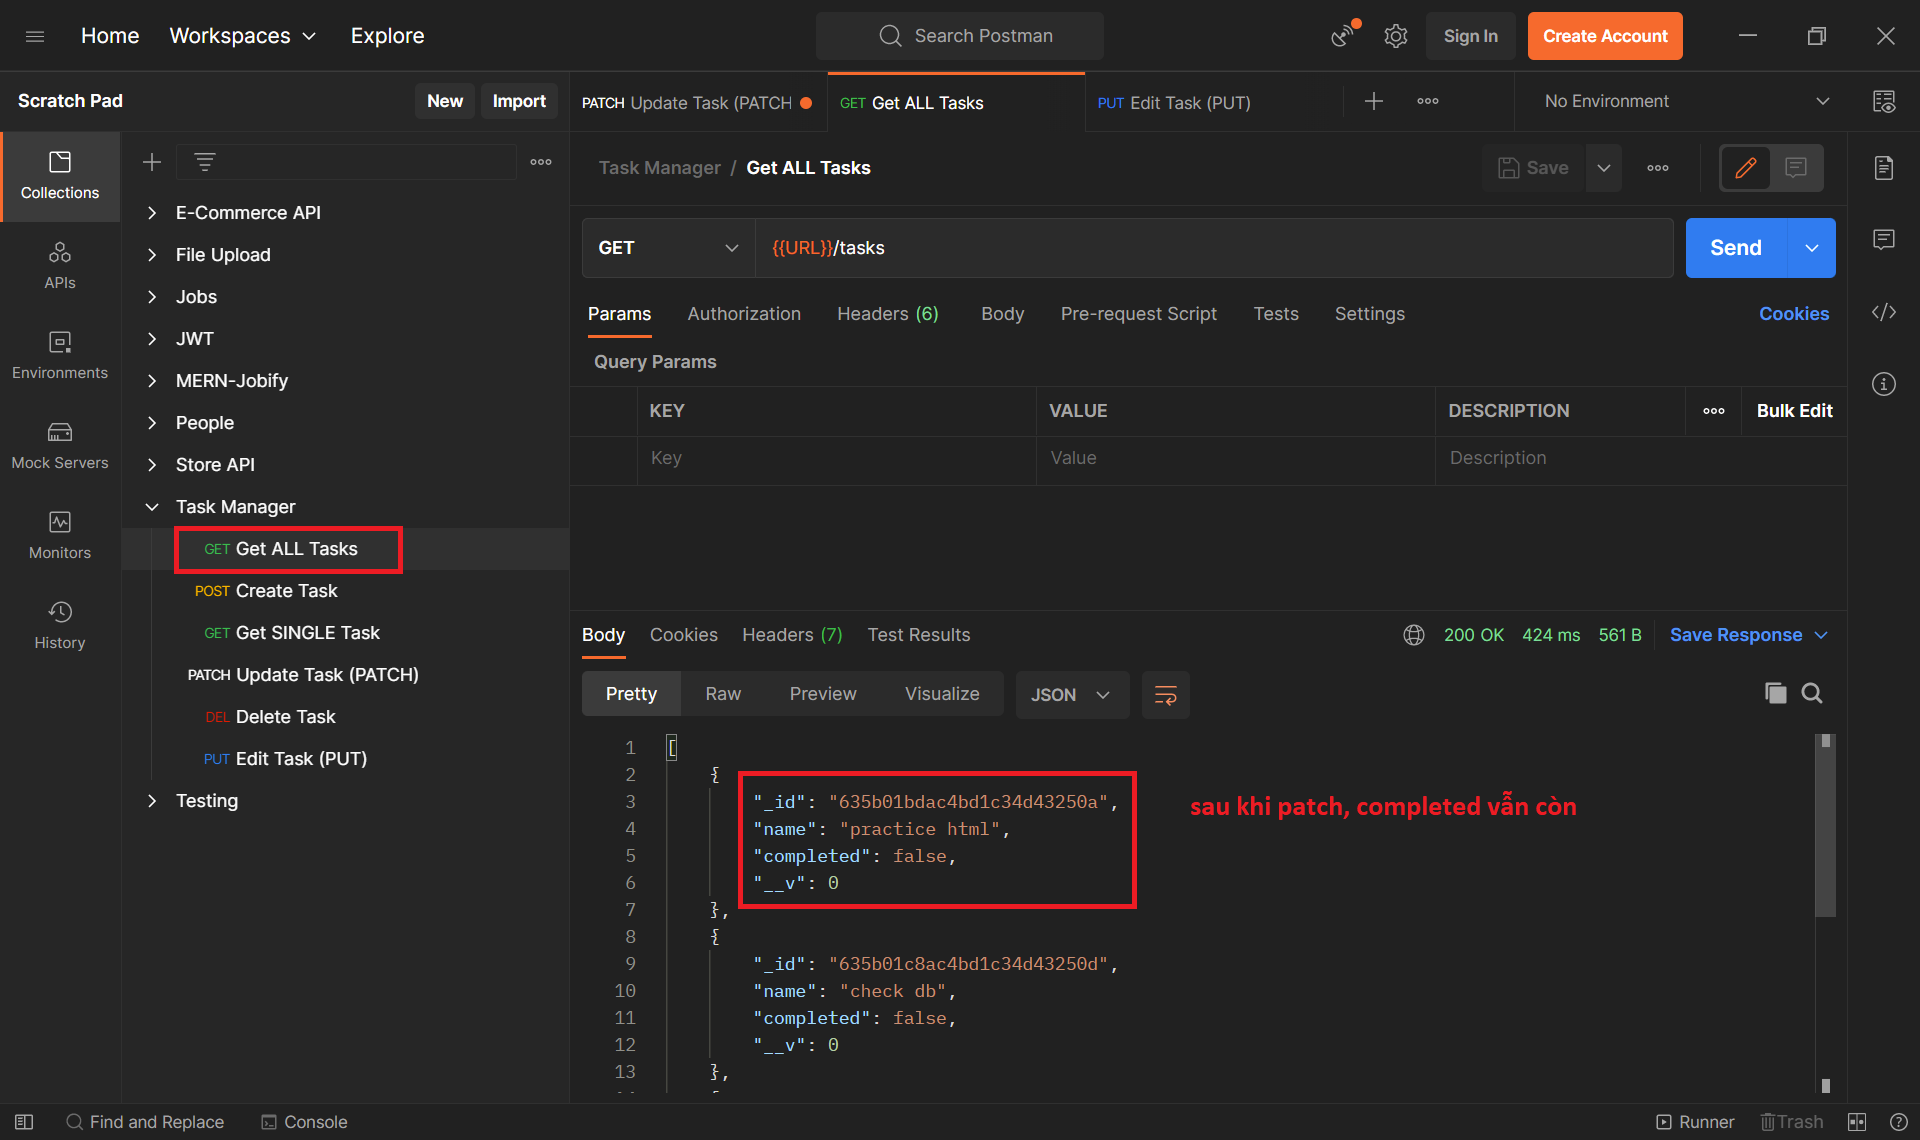 Home Workspaces Explore Search Postman Sign In Create Account
Scratch Pad New Import PATCH Update Task (PATCH GET Get ALL Tasks PUT Edit Task (PUT) No Environment
Collections
APIs
Environments
Mock Servers
Monitors
History
E-Commerce API
File Upload
Jobs
JWT
MERN-Jobify
People
Store API
Task Manager
GET Get ALL Tasks
POST Create Task
GET Get SINGLE Task
PATCH Update Task (PATCH)
DEL Delete Task
PUT Edit Task (PUT)
Testing
Task Manager / Get ALL Tasks Save
GET {{URL}}/tasks Send
Params Authorization Headers (6) Body Pre-request Script Tests Settings Cookies
Query Params
KEY VALUE DESCRIPTION Bulk Edit
Key Value Description
Body Cookies Headers (7) Test Results 200 OK 424 ms 561 B Save Response
Pretty Raw Preview Visualize JSON
1 [
2 {
3 "_id": "635b01bdac4bd1c34d43250a",
4 "name": "practice html",
5 "completed": false,
6 "__v": 0
7 },
8 {
9 "_id": "635b01c8ac4bd1c34d43250d",
10 "name": "check db",
11 "completed": false,
12 "__v": 0
13 },
sau khi patch, completed vẫn còn
Find and Replace Console Runner Trash